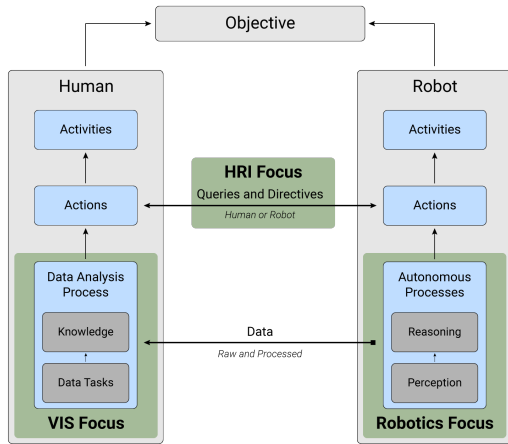 Objective
Human
Activities
Actions
Data Analysis
Process
Knowledge
Data Tasks
VIS Focus
HRI Focus
Queries and Directives
Human or Robot
Data
Raw and Processed
Robot
Activities
Actions
Autonomous
Processes
Reasoning
Perception
Robotics Focus